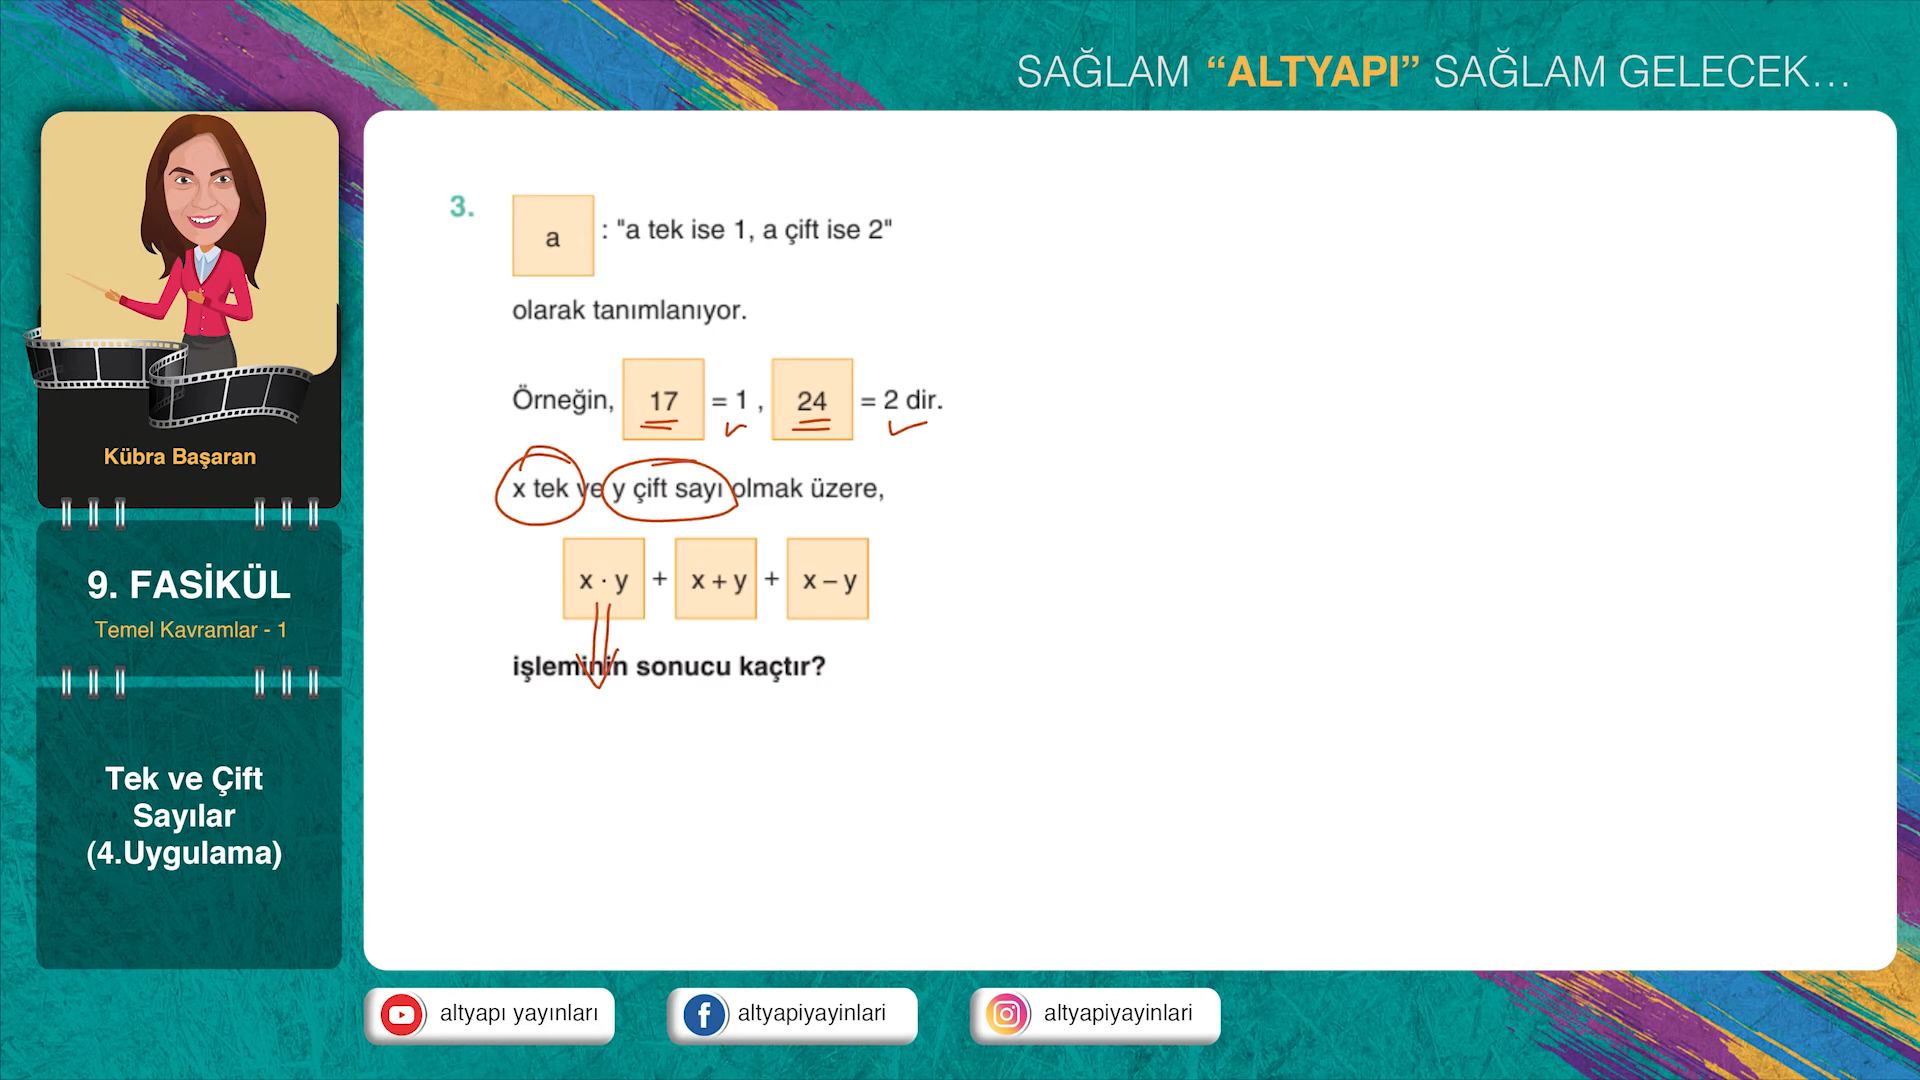 SAĞLAM “ALTYAPI” SAĞLAM GELECEK...
Kübra Başaran
9. FASİKÜL
Temel Kavramlar - 1
Tek ve Çift
Sayılar
(4.Uygulama)
3.
a : "a tek ise 1, a çift ise 2"
olarak tanımlanıyor.
Örneğin, 17 = 1 , 24 = 2 dir.
x tek ve y çift sayı olmak üzere,
x · y + x + y + x – y
işleminin sonucu kaçtır?
altyapı yayınları
altyapiyayinlari
altyapiyayinlari